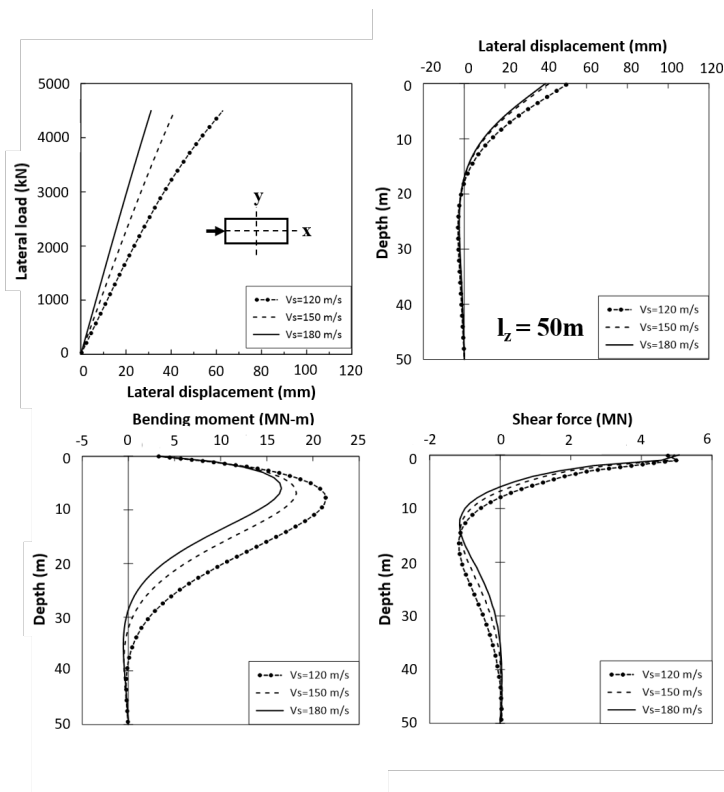 Lateral load (kN)
5000
4000
3000
2000
1000
0
0 20 40 60 80 100 120
Lateral displacement (mm)
y
x
Vs=120 m/s
Vs=150 m/s
Vs=180 m/s
Lateral displacement (mm)
-20 0 20 40 60 80 100 120
Depth (m)
0
10
20
30
40
50
lz = 50m
Vs=120 m/s
Vs=150 m/s
Vs=180 m/s
Bending moment (MN-m)
-5 0 5 10 15 20 25
Depth (m)
0
10
20
30
40
50
Vs=120 m/s
Vs=150 m/s
Vs=180 m/s
Shear force (MN)
-2 0 2 4 6
Depth (m)
0
10
20
30
40
50
Vs=120 m/s
Vs=150 m/s
Vs=180 m/s